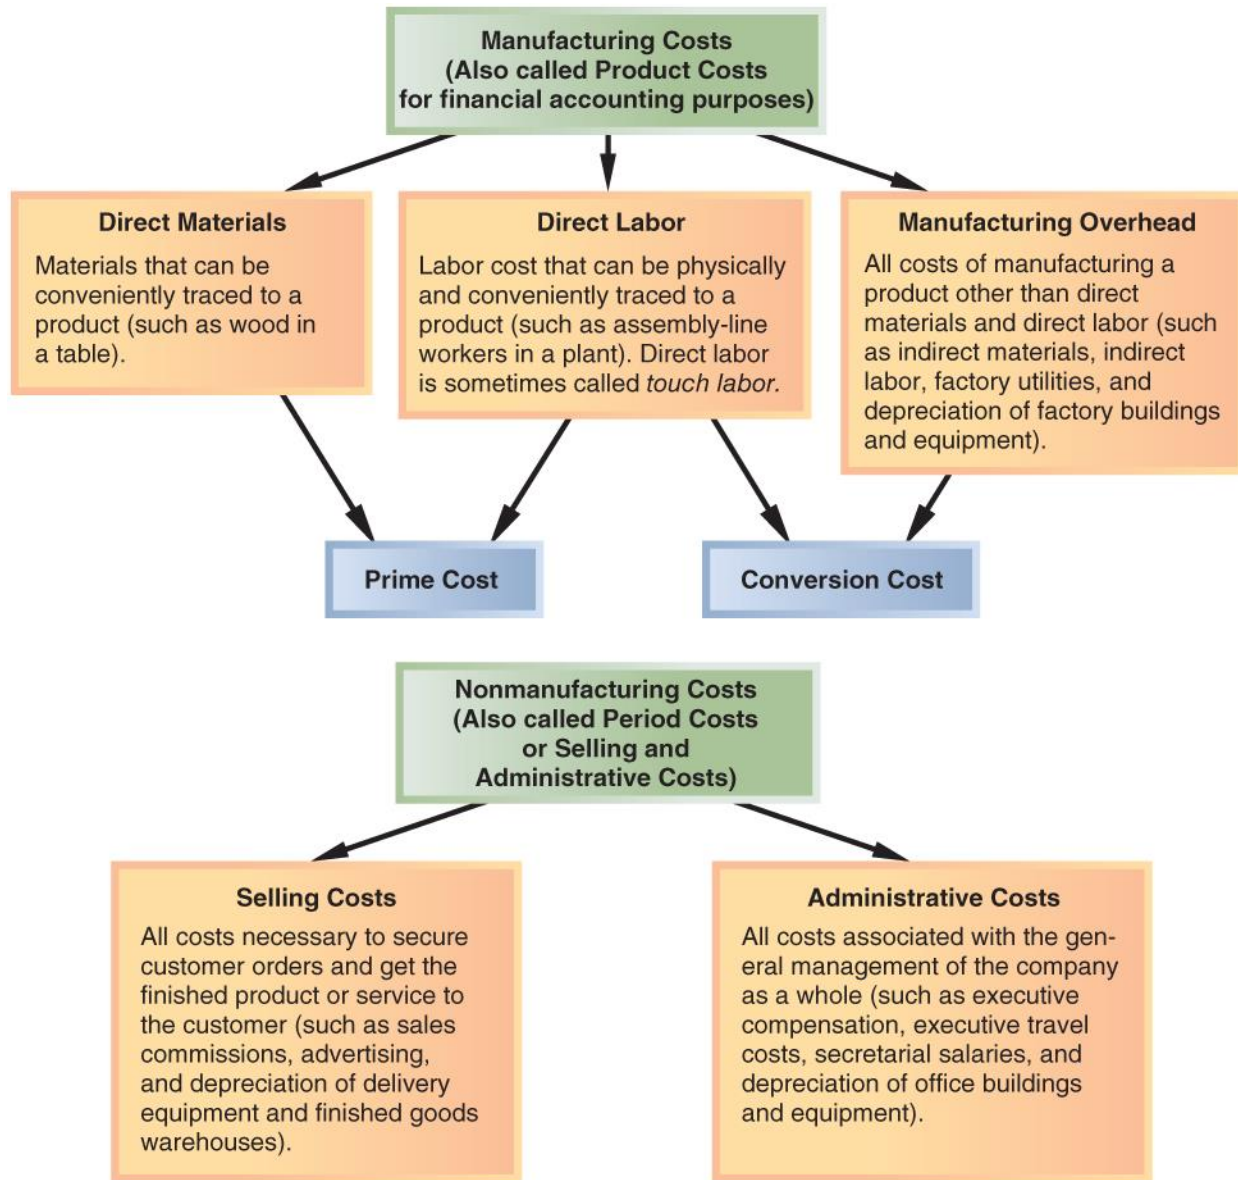 Manufacturing Costs
(Also called Product Costs
for financial accounting purposes)
Direct Materials
Materials that can be
conveniently traced to a
product (such as wood in
a table).
Direct Labor
Labor cost that can be physically
and conveniently traced to a
product (such as assembly-line
workers in a plant). Direct labor
is sometimes called touch labor.
Manufacturing Overhead
All costs of manufacturing a
product other than direct
materials and direct labor (such
as indirect materials, indirect
labor, factory utilities, and
depreciation of factory buildings
and equipment).
Prime Cost
Conversion Cost
Nonmanufacturing Costs
(Also called Period Costs
or Selling and
Administrative Costs)
Selling Costs
All costs necessary to secure
customer orders and get the
finished product or service to
the customer (such as sales
commissions, advertising,
and depreciation of delivery
equipment and finished goods
warehouses).
Administrative Costs
All costs associated with the gen-
eral management of the company
as a whole (such as executive
compensation, executive travel
costs, secretarial salaries, and
depreciation of office buildings
and equipment).